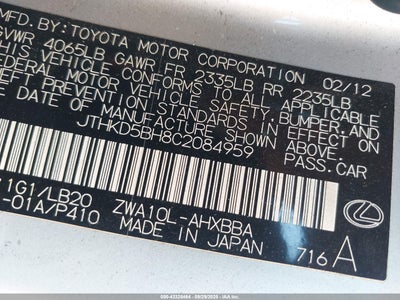 MFD. BY: TOYOTA MOTOR CORPORATION 02/12
GVWR 4065LB GAWR FR 2335LB RR 2235LB
THIS VEHICLE CONFORMS TO ALL APPLICABLE
FEDERAL MOTOR VEHICLE SAFETY, BUMPER, AND
THEFT PREVENTION STANDARDS IN EFFECT ON
DATE OF MANUFACTURE SHOWN ABOVE.
JTHKD5BH8C2084959 PASS. CAR
1G1/LB20 ZWA10L-AHXBBA
-01A/P410 MADE IN JAPAN 716A